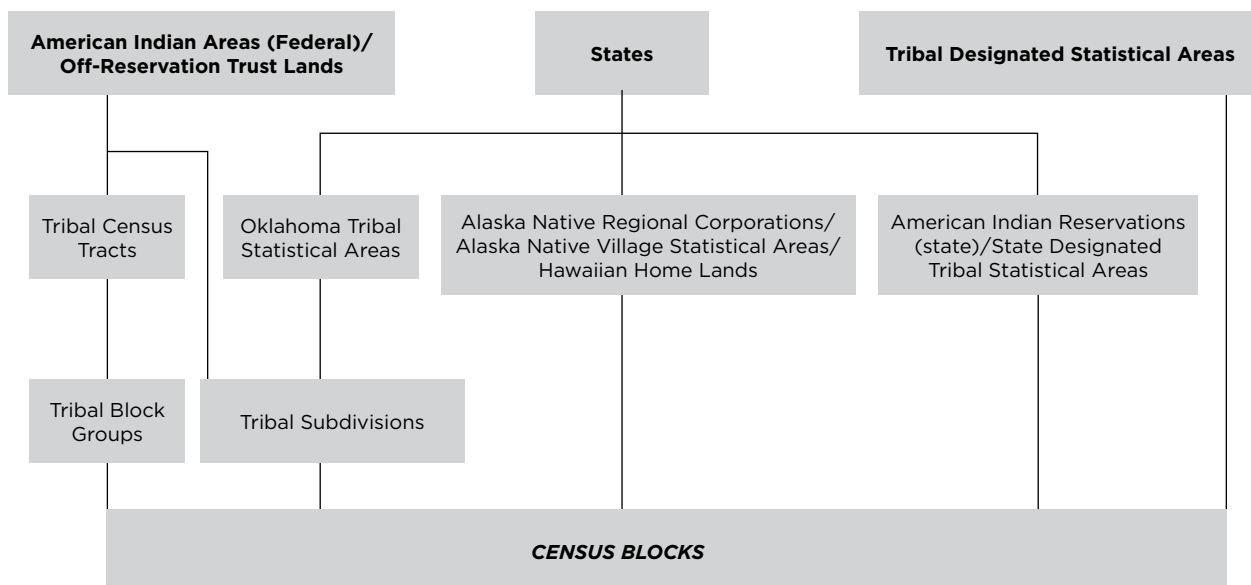 American Indian Areas (Federal)/
Off-Reservation Trust Lands
States
Tribal Designated Statistical Areas
Tribal Census
Tracts
Oklahoma Tribal
Statistical Areas
Alaska Native Regional Corporations/
Alaska Native Village Statistical Areas/
Hawaiian Home Lands
American Indian Reservations
(state)/State Designated
Tribal Statistical Areas
Tribal Block
Groups
Tribal Subdivisions
CENSUS BLOCKS